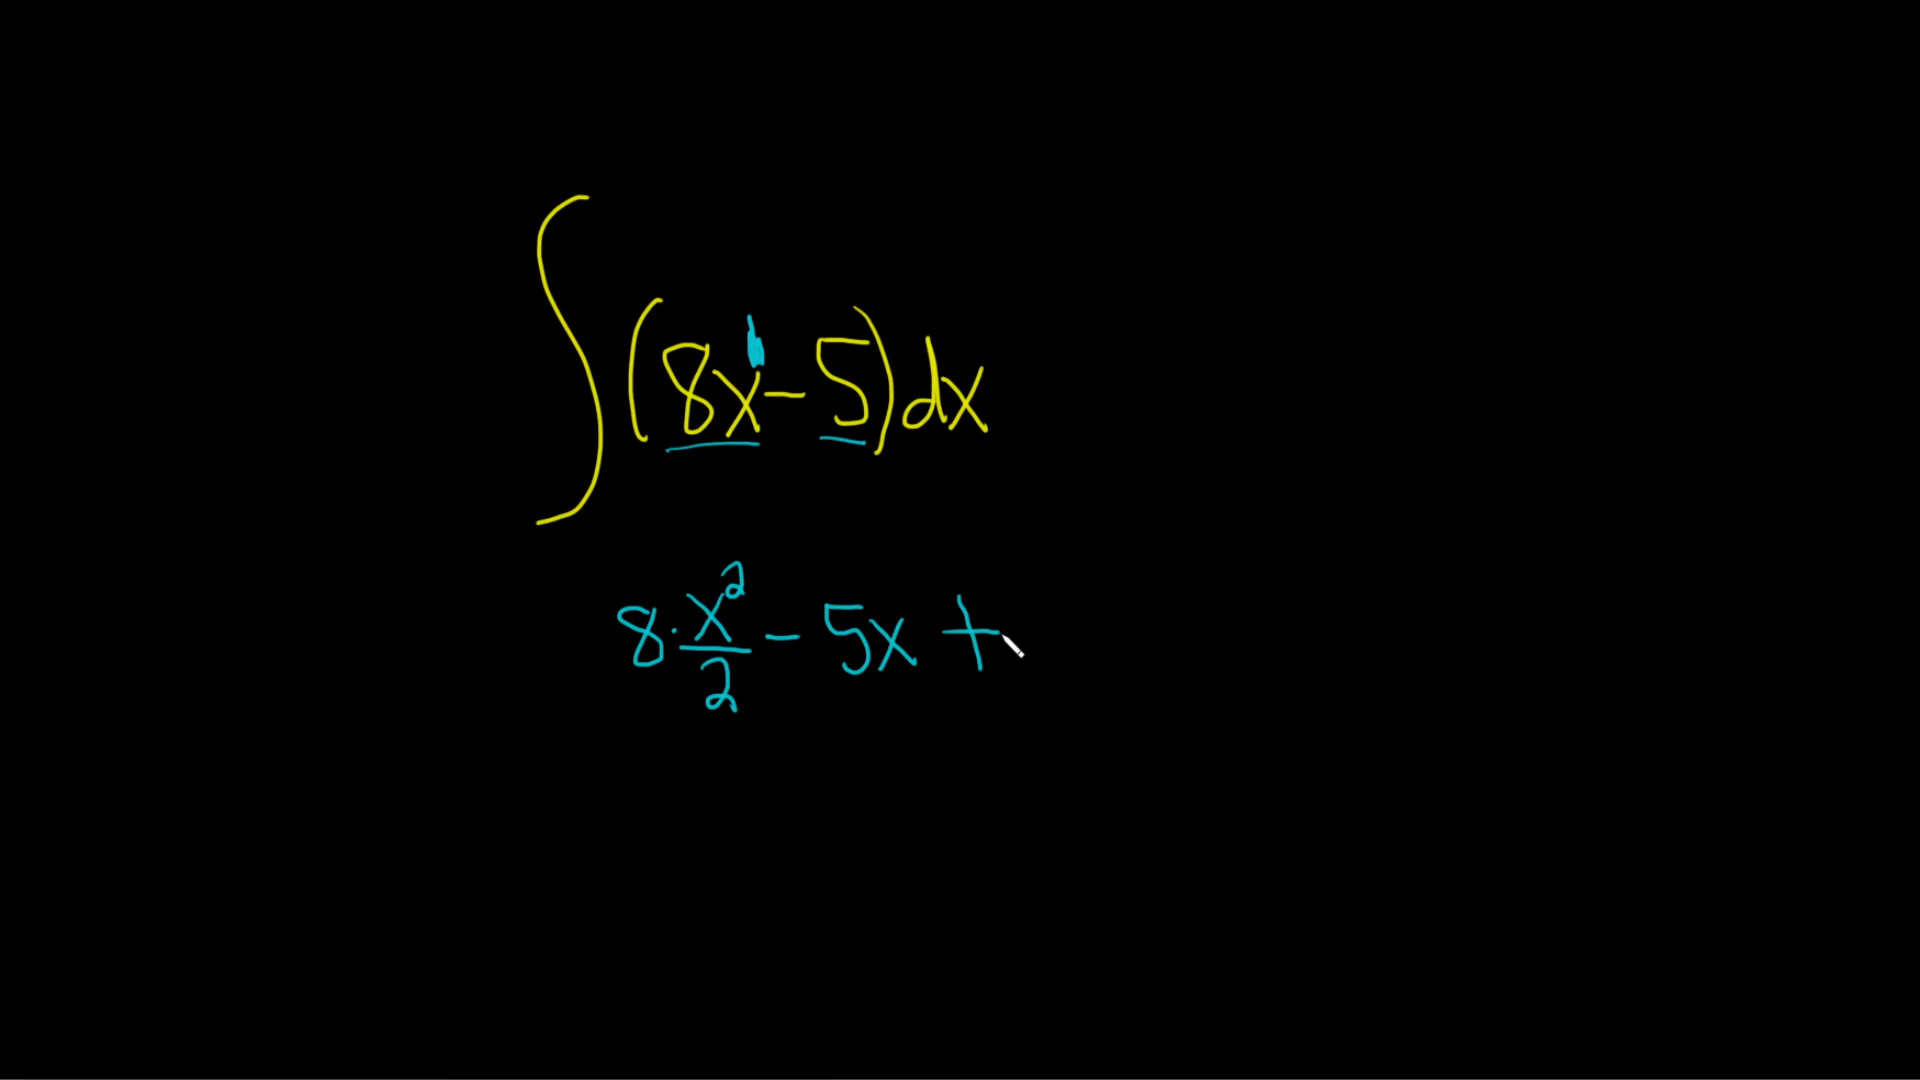 ∫(8x¹ - 5)dx
8 · x²/2 - 5x +